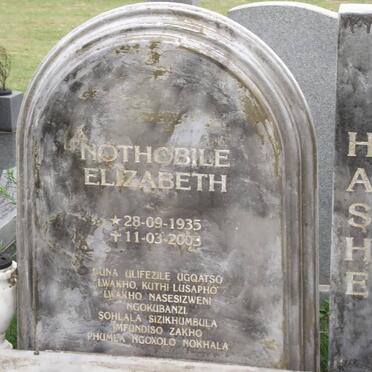 NOTHOBILE
ELIZABETH
★ 28-09-1935
✝ 11-03-2003
ULIFEZILE UGQATSO
LWAKHO, KUTHI LUSAPHO
LWAKHO NASESIZWENI
NGOKUBANZI.
SOHLALA SIZIKHUMBULA
IMFUNDISO ZAKHO
PHUMLA NGOXOLO NOKHALA
HASHE